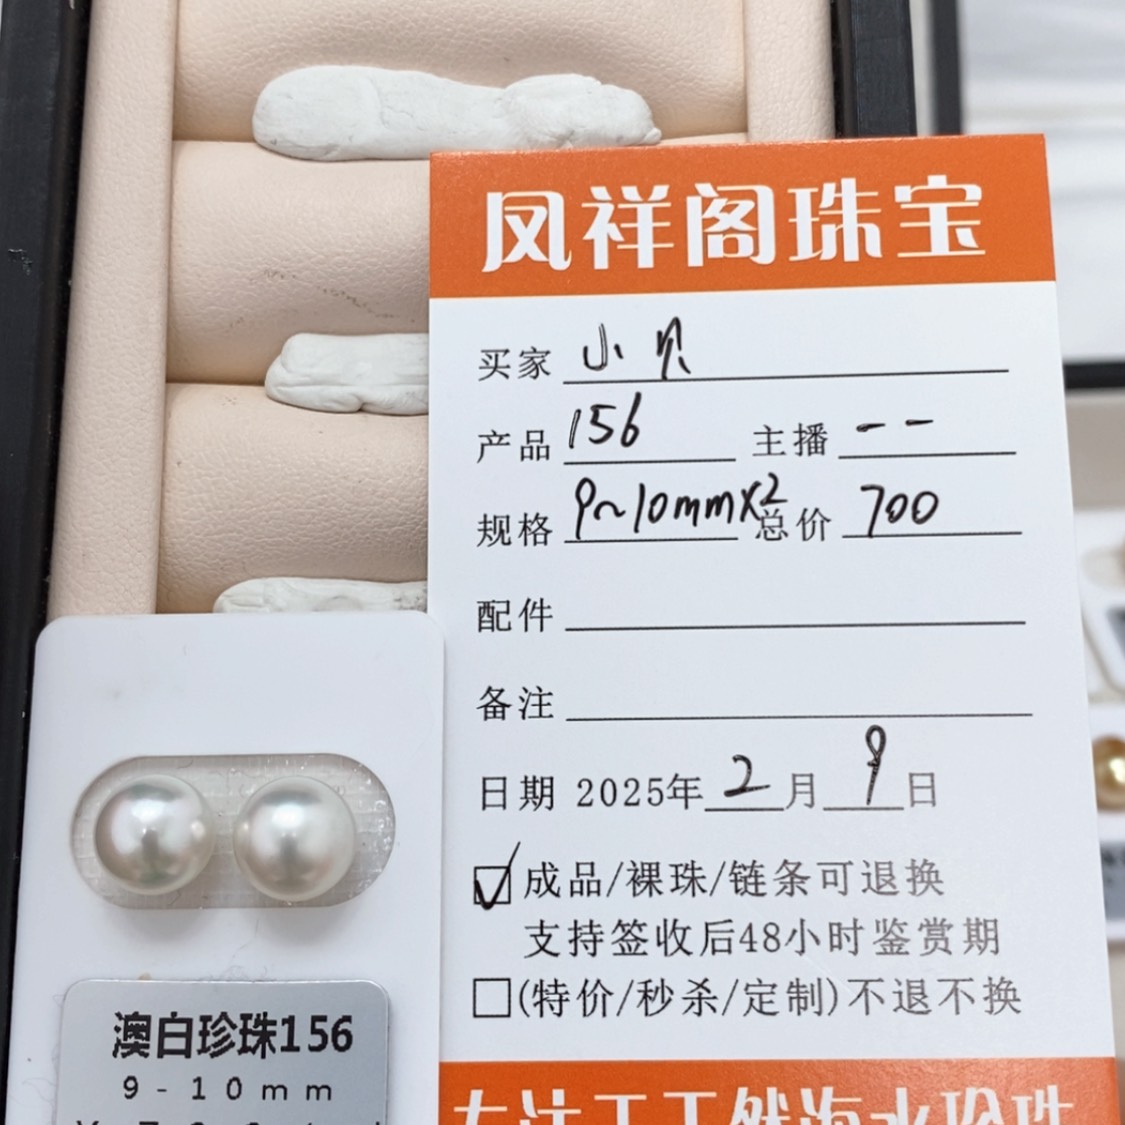 凤祥阁珠宝
买家 小贝
产品 156 主播 --
规格 9~10mmX2 总价 700
配件
备注
日期 2025年 2 月 9 日
成品/裸珠/链条可退换
支持签收后48小时鉴赏期
(特价/秒杀/定制)不退不换
澳白珍珠156
9-10mm